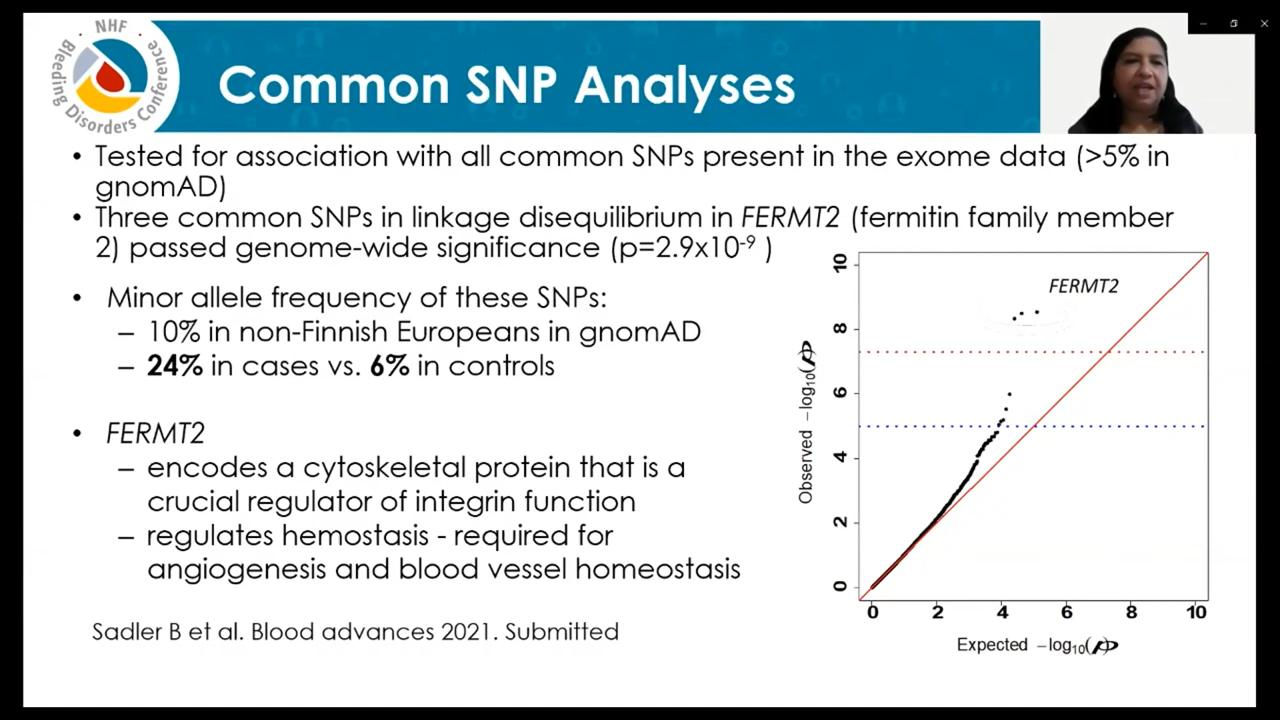 NHF
Bleeding Disorders Conference
Common SNP Analyses
• Tested for association with all common SNPs present in the exome data (>5% in
gnomAD)
• Three common SNPs in linkage disequilibrium in FERMT2 (fermitin family member
2) passed genome-wide significance (p=2.9x10⁻⁹ )
• Minor allele frequency of these SNPs:
– 10% in non-Finnish Europeans in gnomAD
– 24% in cases vs. 6% in controls
• FERMT2
– encodes a cytoskeletal protein that is a
crucial regulator of integrin function
– regulates hemostasis - required for
angiogenesis and blood vessel homeostasis
Sadler B et al. Blood advances 2021. Submitted
FERMT2
Observed −log₁₀(p)
10
8
6
4
2
0
0 2 4 6 8 10
Expected −log₁₀(p)